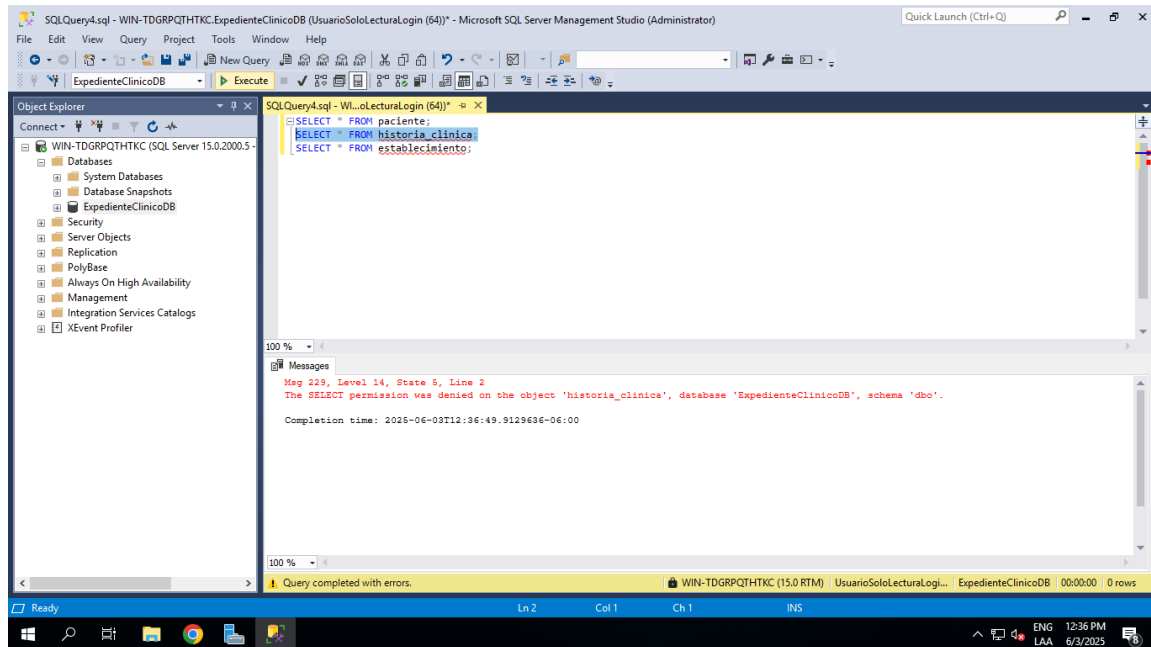 SQLQuery4.sql - WIN-TDGRPQTHTKC.ExpedienteClinicoDB (UsuarioSoloLecturaLogin (64))* - Microsoft SQL Server Management Studio (Administrator)
Quick Launch (Ctrl+Q)
File Edit View Query Project Tools Window Help
New Query
ExpedienteClinicoDB
Execute
Object Explorer
Connect
WIN-TDGRPQTHTKC (SQL Server 15.0.2000.5 -
Databases
System Databases
Database Snapshots
ExpedienteClinicoDB
Security
Server Objects
Replication
PolyBase
Always On High Availability
Management
Integration Services Catalogs
XEvent Profiler
SQLQuery4.sql - WI...oLecturaLogin (64))*
SELECT * FROM paciente;
SELECT * FROM historia_clinica;
SELECT * FROM establecimiento;
100 %
Messages
Msg 229, Level 14, State 5, Line 2
The SELECT permission was denied on the object 'historia_clinica', database 'ExpedienteClinicoDB', schema 'dbo'.
Completion time: 2025-06-03T12:36:49.9129636-06:00
100 %
Query completed with errors.
WIN-TDGRPQTHTKC (15.0 RTM)
UsuarioSoloLecturaLogi...
ExpedienteClinicoDB
00:00:00
0 rows
Ready
Ln 2
Col 1
Ch 1
INS
ENG
LAA
12:36 PM
6/3/2025
8